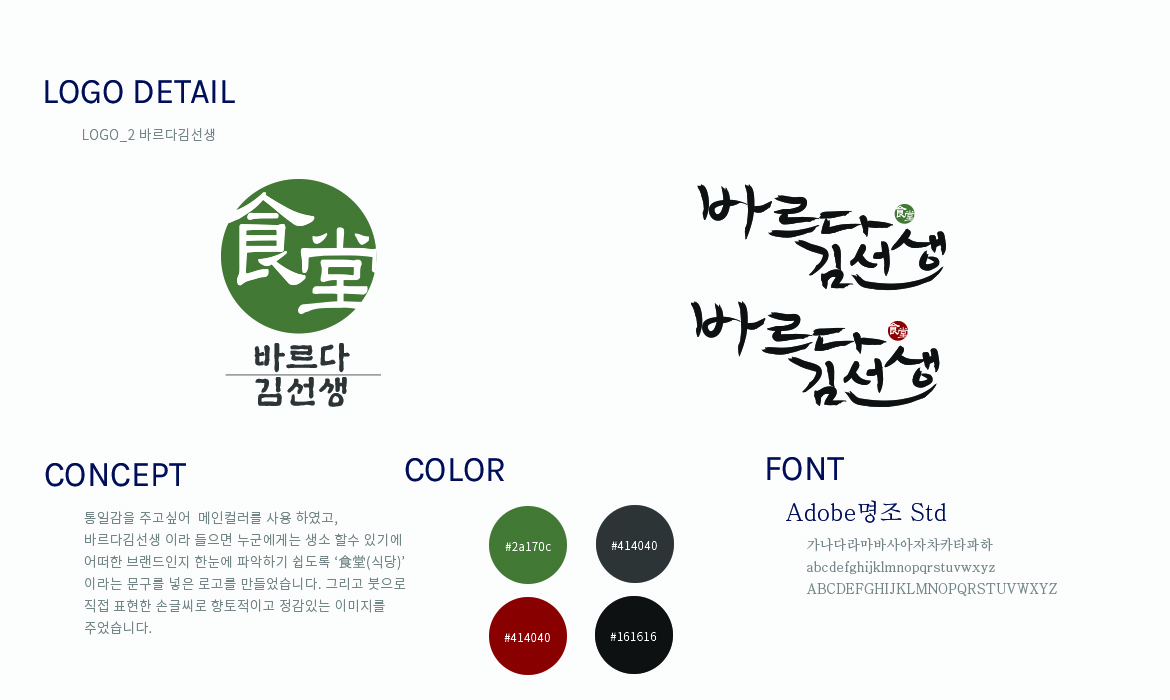 LOGO DETAIL
LOGO_2 바르다김선생
食堂
바르다
김선생
바르다
食堂
김선생
바르다
食堂
김선생
CONCEPT
통일감을 주고싶어 메인컬러를 사용 하였고,
바르다김선생 이라 들으면 누군에게는 생소 할수 있기에
어떠한 브랜드인지 한눈에 파악하기 쉽도록 ‘食堂(식당)’
이라는 문구를 넣은 로고를 만들었습니다. 그리고 붓으로
직접 표현한 손글씨로 향토적이고 정감있는 이미지를
주었습니다.
COLOR
#2a170c
#414040
#414040
#161616
FONT
Adobe명조 Std
가나다라마바사아자차카타파하
abcdefghijklmnopqrstuvwxyz
ABCDEFGHIJKLMNOPQRSTUVWXYZ